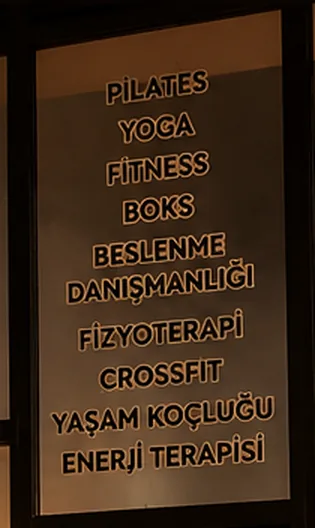 PİLATES
YOGA
FİTNESS
BOKS
BESLENME
DANIŞMANLIĞI
FİZYOTERAPİ
CROSSFIT
YAŞAM KOÇLUĞU
ENERJİ TERAPİSİ